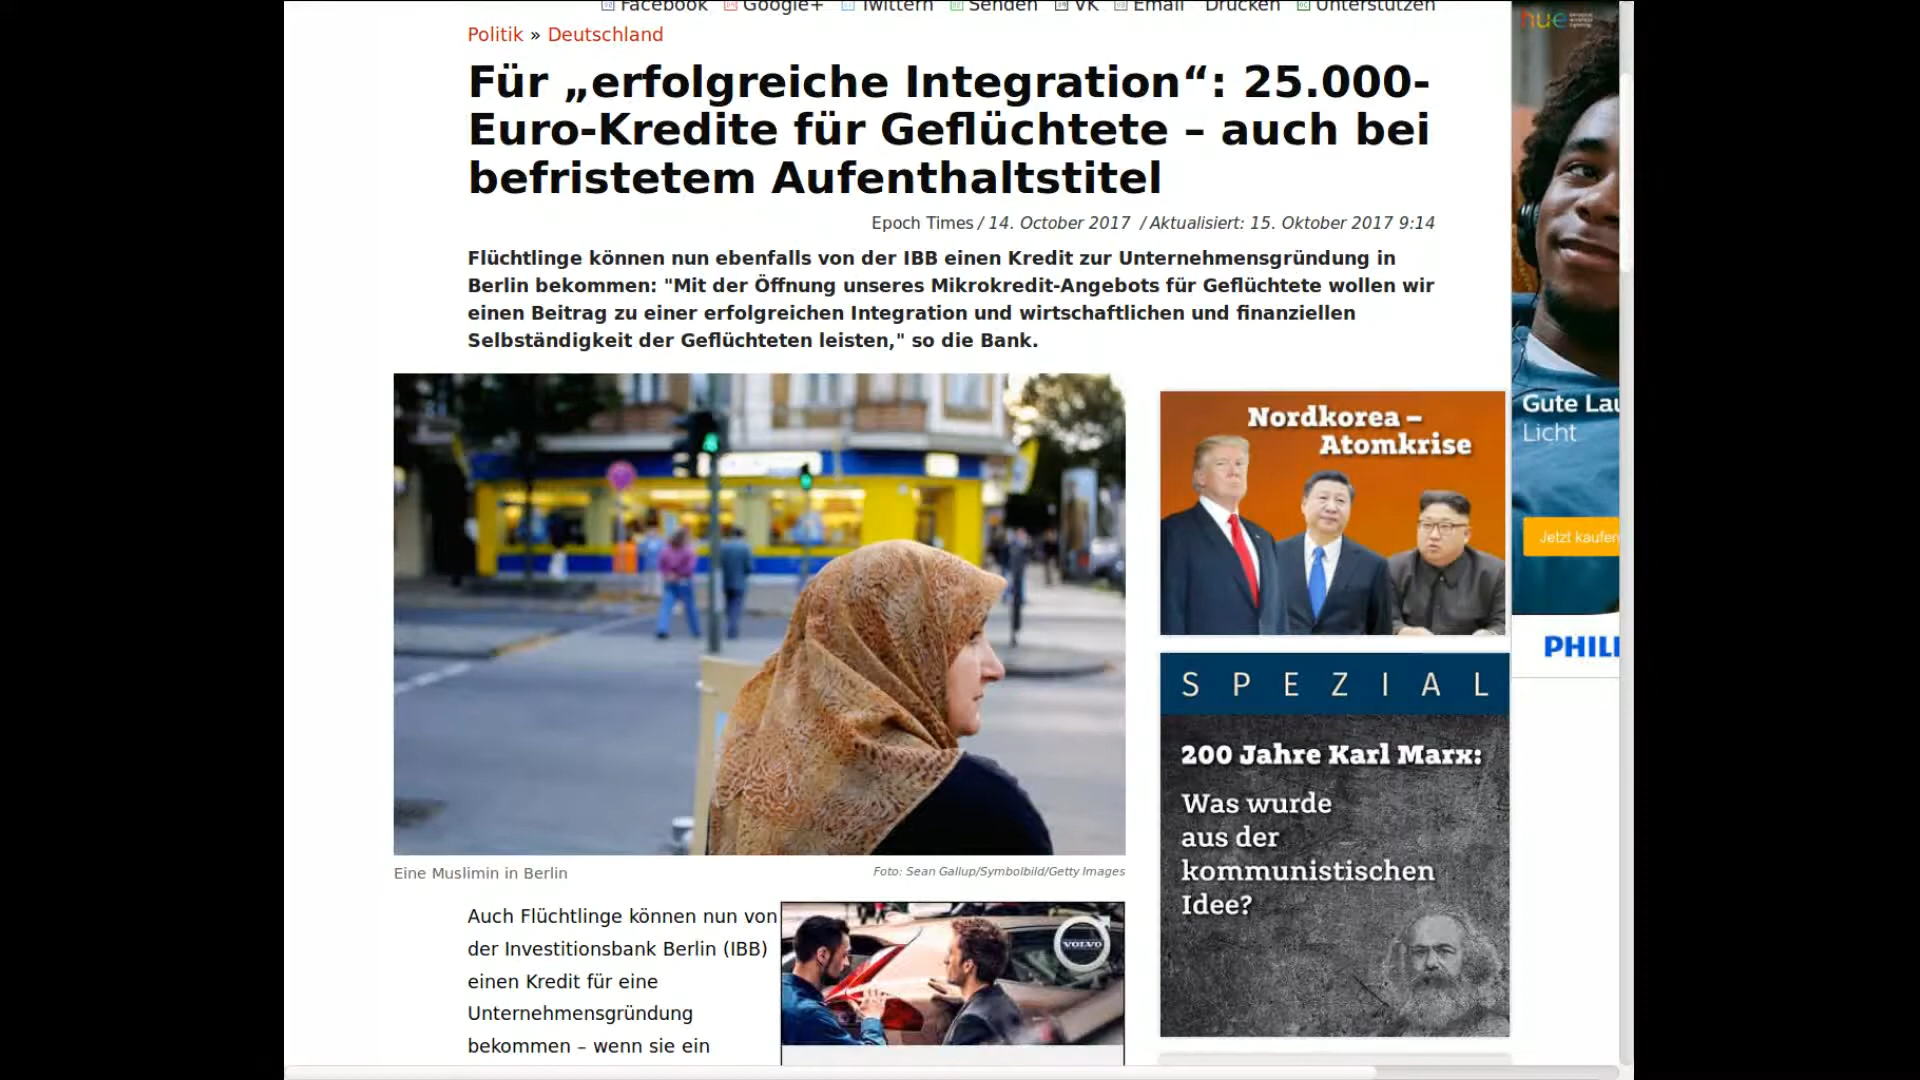 Facebook Google+ Twittern Senden VK Email Drucken Unterstützen
hue
Politik » Deutschland
Für „erfolgreiche Integration“: 25.000-
Euro-Kredite für Geflüchtete – auch bei
befristetem Aufenthaltstitel
Epoch Times / 14. October 2017 / Aktualisiert: 15. Oktober 2017 9:14
Flüchtlinge können nun ebenfalls von der IBB einen Kredit zur Unternehmensgründung in
Berlin bekommen: "Mit der Öffnung unseres Mikrokredit-Angebots für Geflüchtete wollen wir
einen Beitrag zu einer erfolgreichen Integration und wirtschaftlichen und finanziellen
Selbständigkeit der Geflüchteten leisten," so die Bank.
Nordkorea –
Atomkrise
Gute Lau
Licht
Jetzt kaufen
PHILI
SPEZIAL
200 Jahre Karl Marx:
Was wurde
aus der
kommunistischen
Idee?
Eine Muslimin in Berlin
Foto: Sean Gallup/Symbolbild/Getty Images
Auch Flüchtlinge können nun von
der Investitionsbank Berlin (IBB)
einen Kredit für eine
Unternehmensgründung
bekommen – wenn sie ein
VOLVO